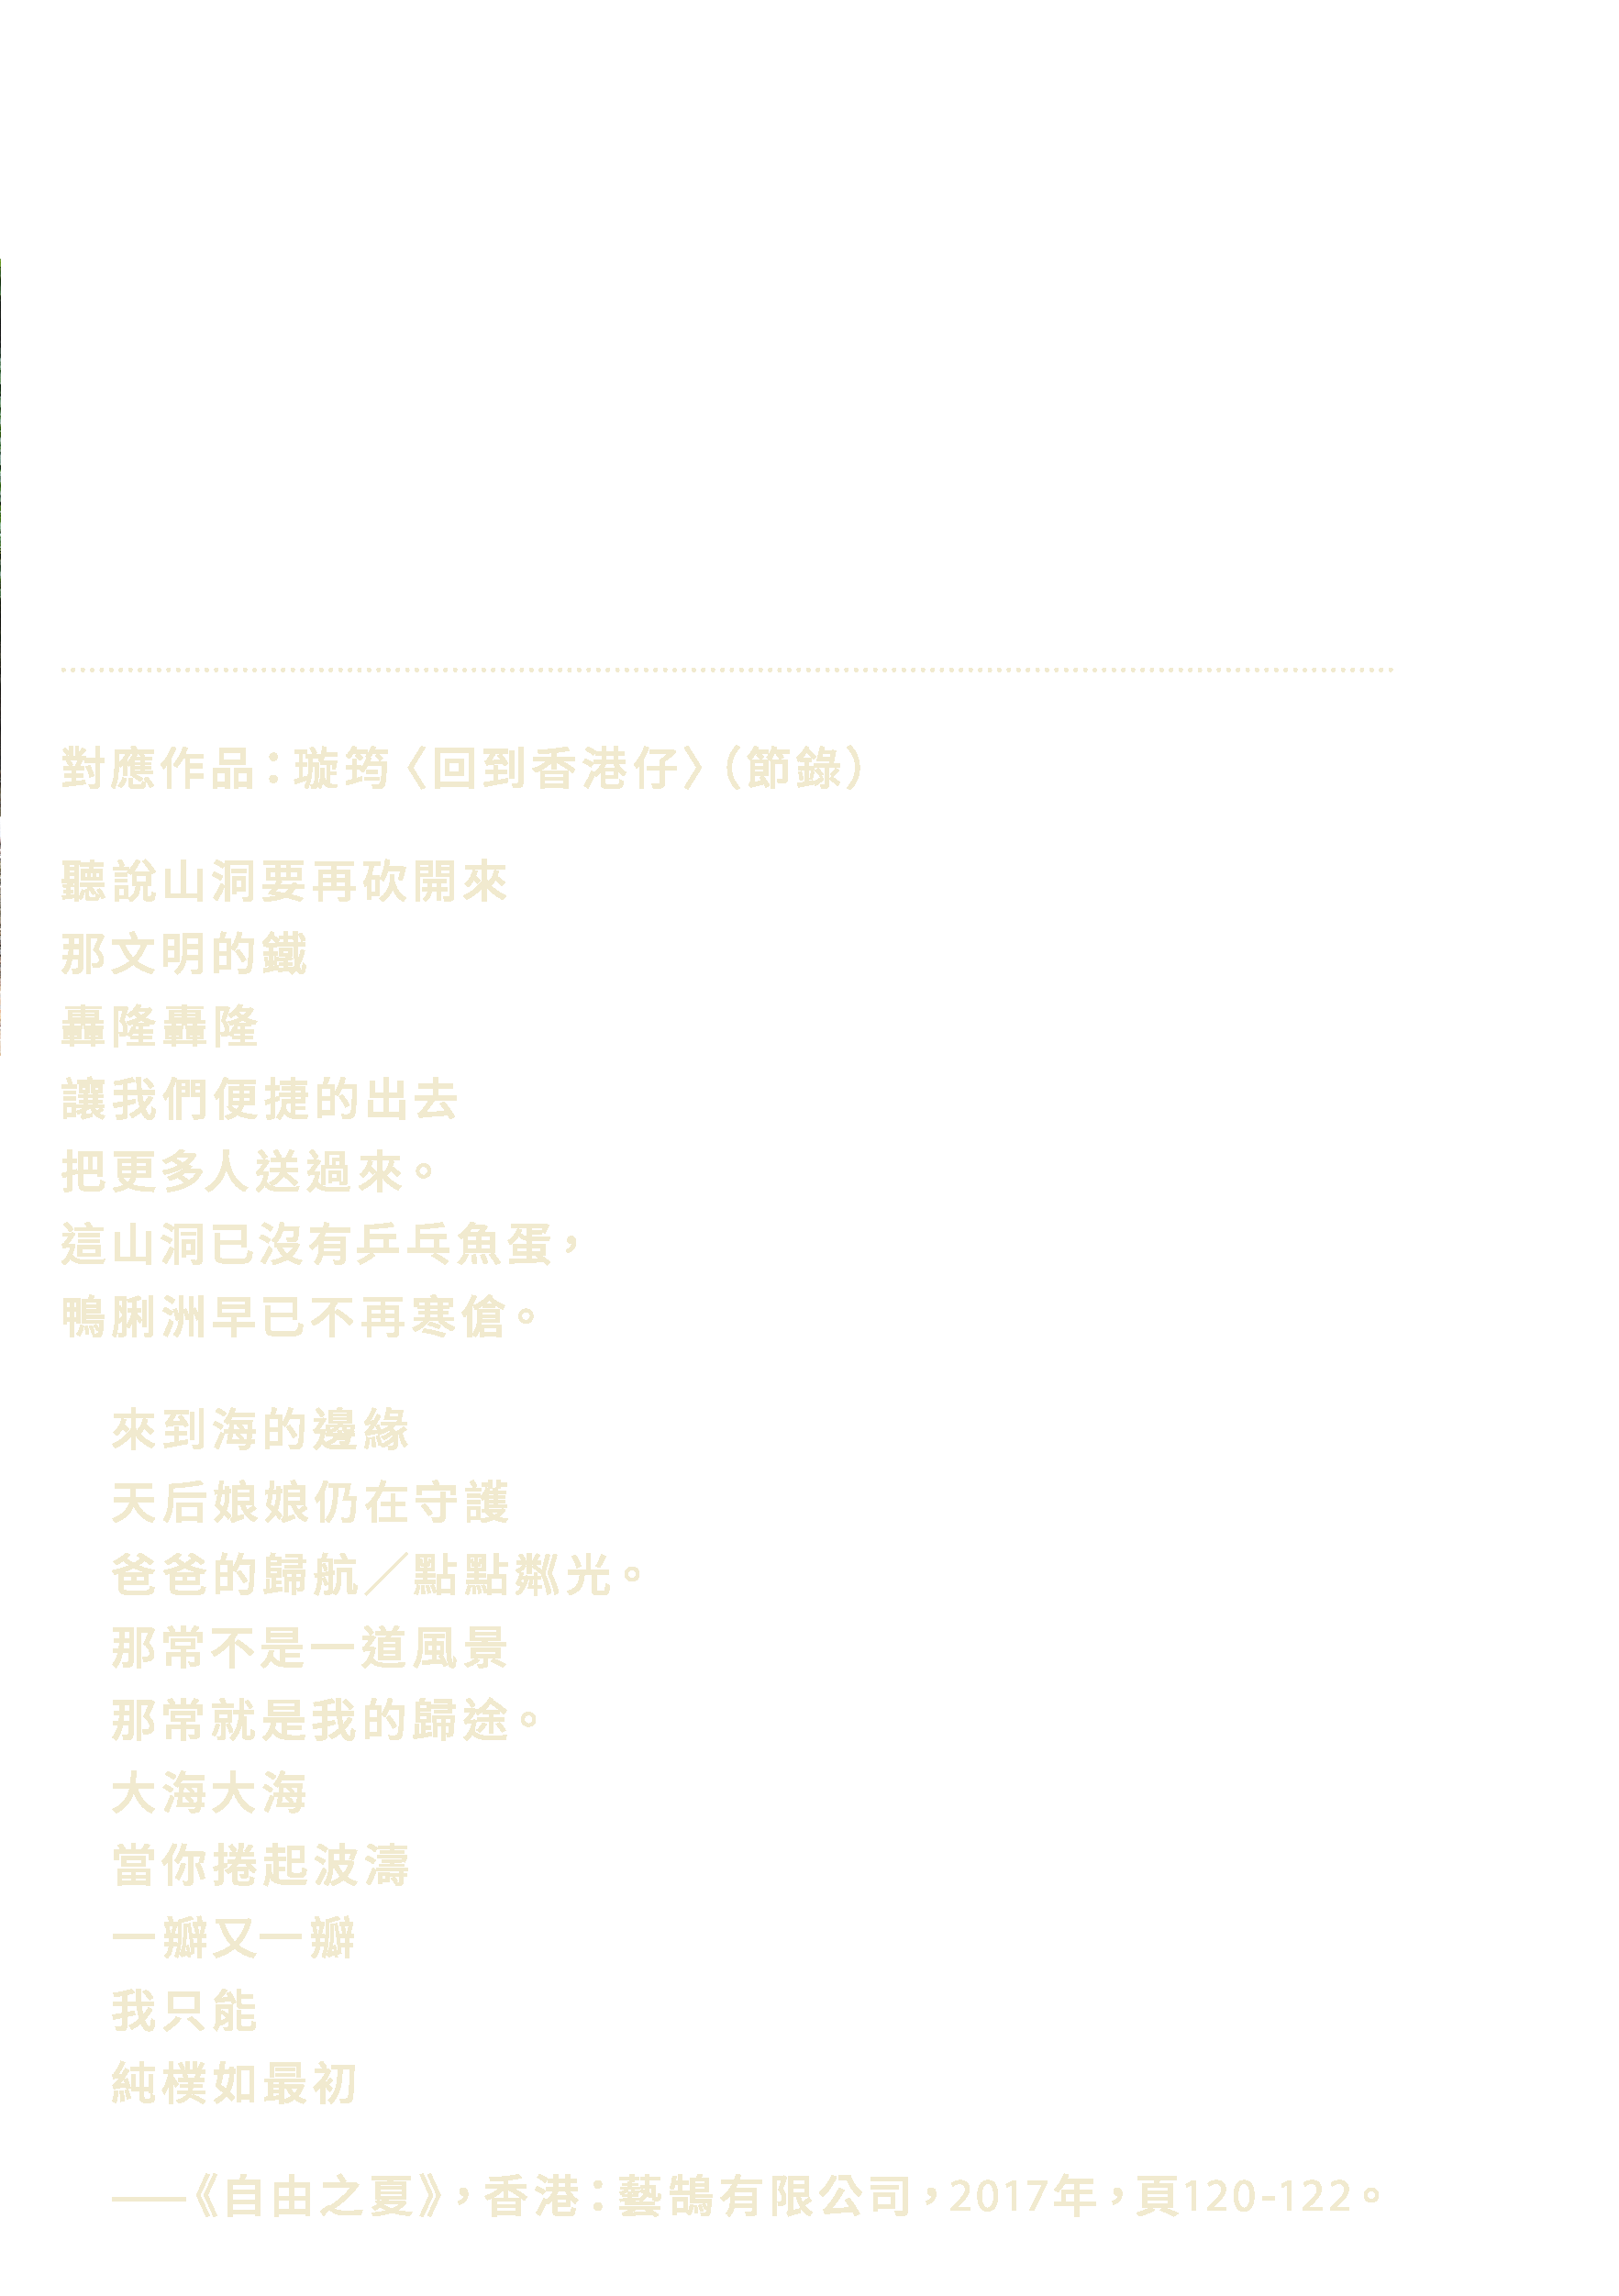 對應作品：璇筠〈回到香港仔〉（節錄）
聽說山洞要再砍開來
那文明的鐵
轟隆轟隆
讓我們便捷的出去
把更多人送過來。
這山洞已沒有乒乓魚蛋，
鴨脷洲早已不再寒傖。
來到海的邊緣
天后娘娘仍在守護
爸爸的歸航／點點粼光。
那常不是一道風景
那常就是我的歸途。
大海大海
當你捲起波濤
一瓣又一瓣
我只能
純樸如最初
——《自由之夏》，香港：藝鵠有限公司，2017年，頁120-122。